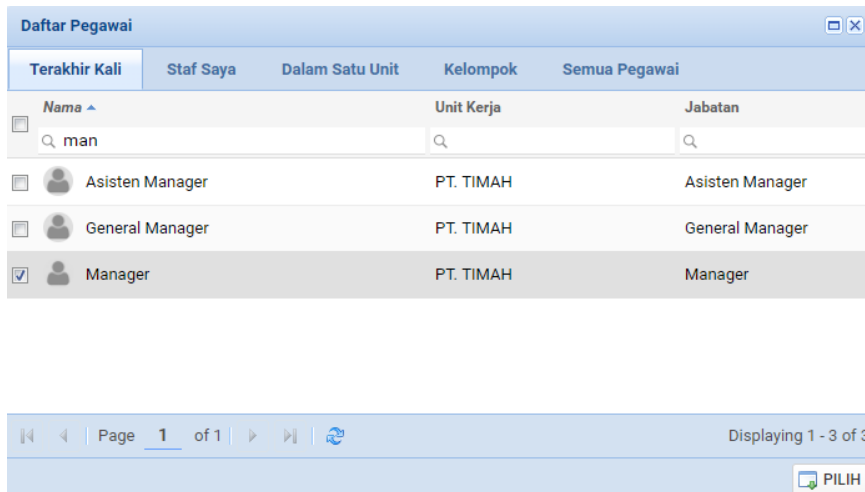 Daftar Pegawai
Terakhir Kali Staf Saya Dalam Satu Unit Kelompok Semua Pegawai
Nama Unit Kerja Jabatan
man
Asisten Manager PT. TIMAH Asisten Manager
General Manager PT. TIMAH General Manager
Manager PT. TIMAH Manager
Page 1 of 1 Displaying 1 - 3 of 3
PILIH